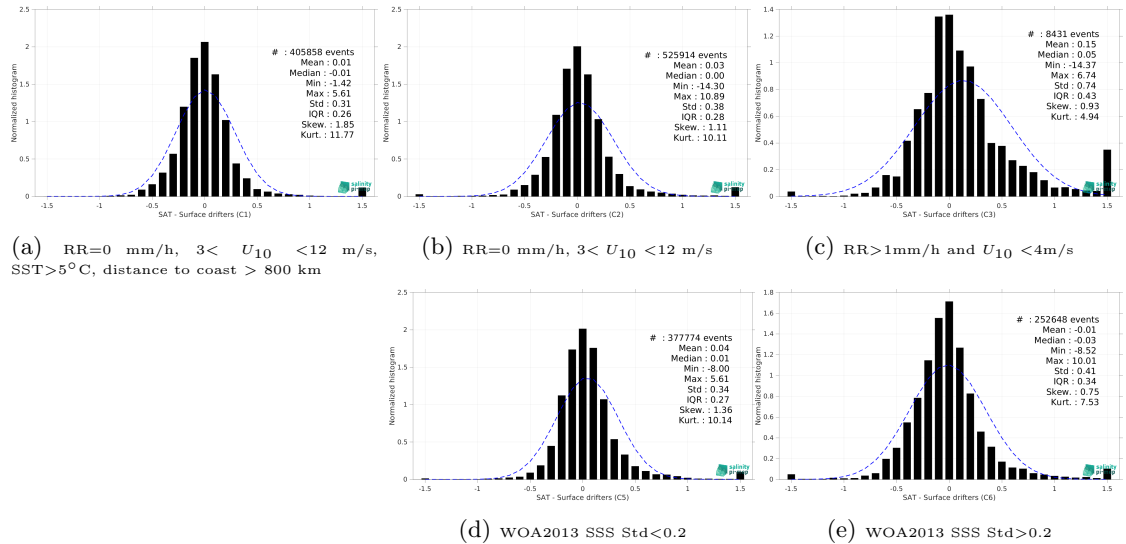 2.5
2
1.5
1
0.5
0
-1.5 -1 -0.5 0 0.5 1 1.5
Normalized histogram
SAT - Surface drifters (C1)
# : 405858 events
Mean : 0.01
Median : -0.01
Min : -1.42
Max : 5.61
Std : 0.31
IQR : 0.26
Skew. : 1.85
Kurt. : 11.77
salinity
pi-mep
(a) RR=0 mm/h, 3< U10 <12 m/s,
SST>5°C, distance to coast > 800 km
2.5
2
1.5
1
0.5
0
-1.5 -1 -0.5 0 0.5 1 1.5
Normalized histogram
SAT - Surface drifters (C2)
# : 525914 events
Mean : 0.03
Median : 0.00
Min : -14.30
Max : 10.89
Std : 0.38
IQR : 0.28
Skew. : 1.11
Kurt. : 10.11
salinity
pi-mep
(b) RR=0 mm/h, 3< U10 <12 m/s
1.4
1.2
1
0.8
0.6
0.4
0.2
0
-1.5 -1 -0.5 0 0.5 1 1.5
Normalized histogram
SAT - Surface drifters (C3)
# : 8431 events
Mean : 0.15
Median : 0.05
Min : -14.37
Max : 6.74
Std : 0.74
IQR : 0.43
Skew. : 0.93
Kurt. : 4.94
salinity
pi-mep
(c) RR>1mm/h and U10 <4m/s
2.5
2
1.5
1
0.5
0
-1.5 -1 -0.5 0 0.5 1 1.5
Normalized histogram
SAT - Surface drifters (C5)
# : 377774 events
Mean : 0.04
Median : 0.01
Min : -8.00
Max : 5.61
Std : 0.34
IQR : 0.27
Skew. : 1.36
Kurt. : 10.14
salinity
pi-mep
(d) WOA2013 SSS Std<0.2
1.8
1.6
1.4
1.2
1
0.8
0.6
0.4
0.2
0
-1.5 -1 -0.5 0 0.5 1 1.5
Normalized histogram
SAT - Surface drifters (C6)
# : 252648 events
Mean : -0.01
Median : -0.03
Min : -8.52
Max : 10.01
Std : 0.41
IQR : 0.34
Skew. : 0.75
Kurt. : 7.53
salinity
pi-mep
(e) WOA2013 SSS Std>0.2